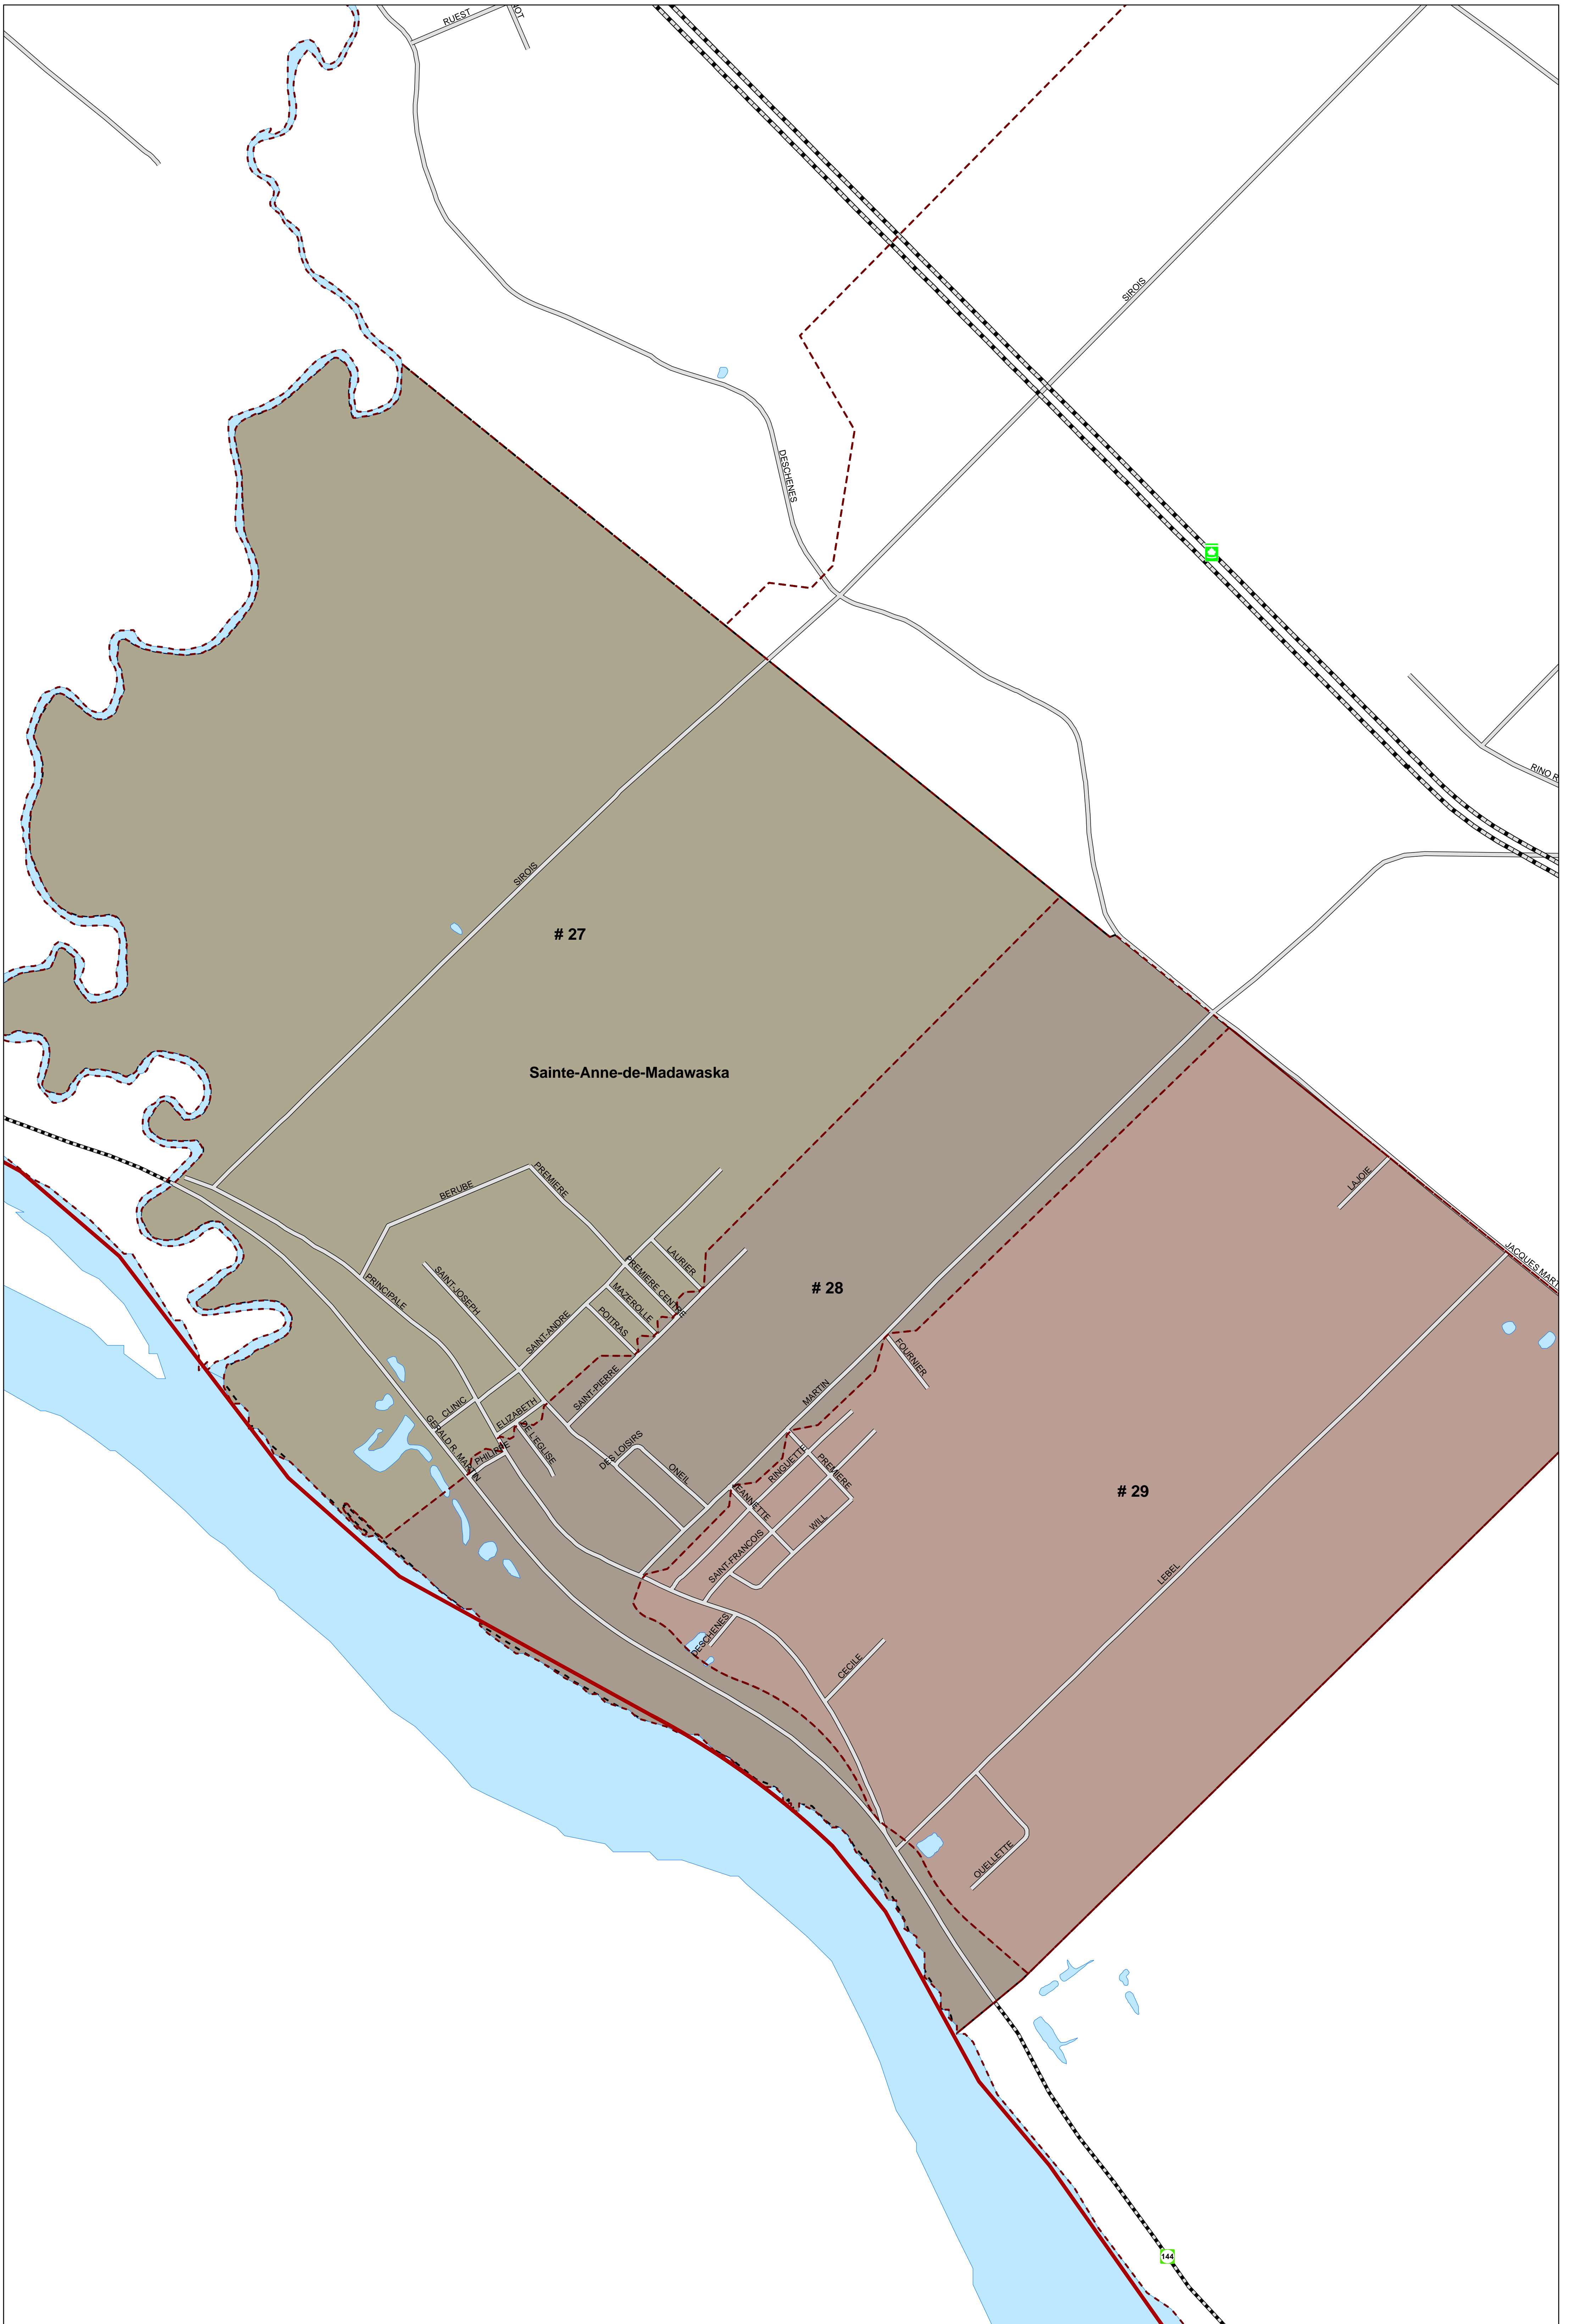 RUEST
OT
SIROIS
DESCHENES
RINO R
SIROIS
# 27
Sainte-Anne-de-Madawaska
PREMIERE
BERUBE
LAJOIE
LAURIER
JACQUES MART
SAINT-JOSEPH
PREMIERE CENTRE
PRINCIPALE
MAZEROLLE
# 28
POITRAS
SAINT-ANDRE
FOURNIER
SAINT-PIERRE
MARTIN
CLINIC
ELIZABETH
GERALD R. MARTIN
DE L'EGLISE
PHILIPPE
DES LOISIRS
ONEIL
RINGUETTE
PREMIERE
JEANNETTE
# 29
WILL
SAINT-FRANCOIS
LEBEL
DESCHENES
CECILE
OUELLETTE
144